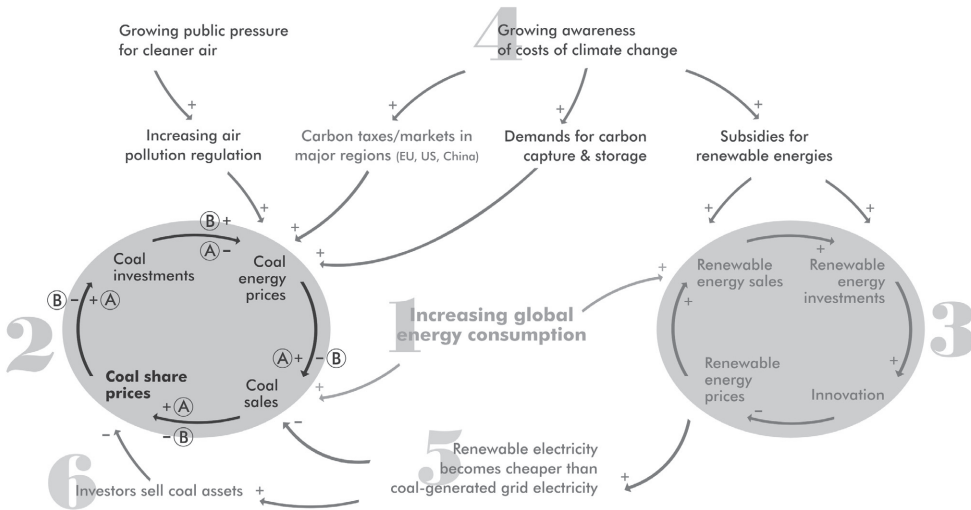 Growing public pressure
for cleaner air
4
Growing awareness
of costs of climate change
+
+
+
+
Increasing air
pollution regulation
Carbon taxes/markets in
major regions (EU, US, China)
Demands for carbon
capture & storage
Subsidies for
renewable energies
+
+
+
+
+
B +
A –
Coal
investments
Coal
energy
prices
B – + A
A + – B
2
Coal share
prices
Coal
sales
+ A
– B
1
Increasing global
energy consumption
+
+
Renewable
energy sales
+
Renewable
energy
investments
+
+
3
Renewable
energy
prices
Innovation
–
–
–
5
Renewable electricity
becomes cheaper than
coal-generated grid electricity
+
6
Investors sell coal assets
+